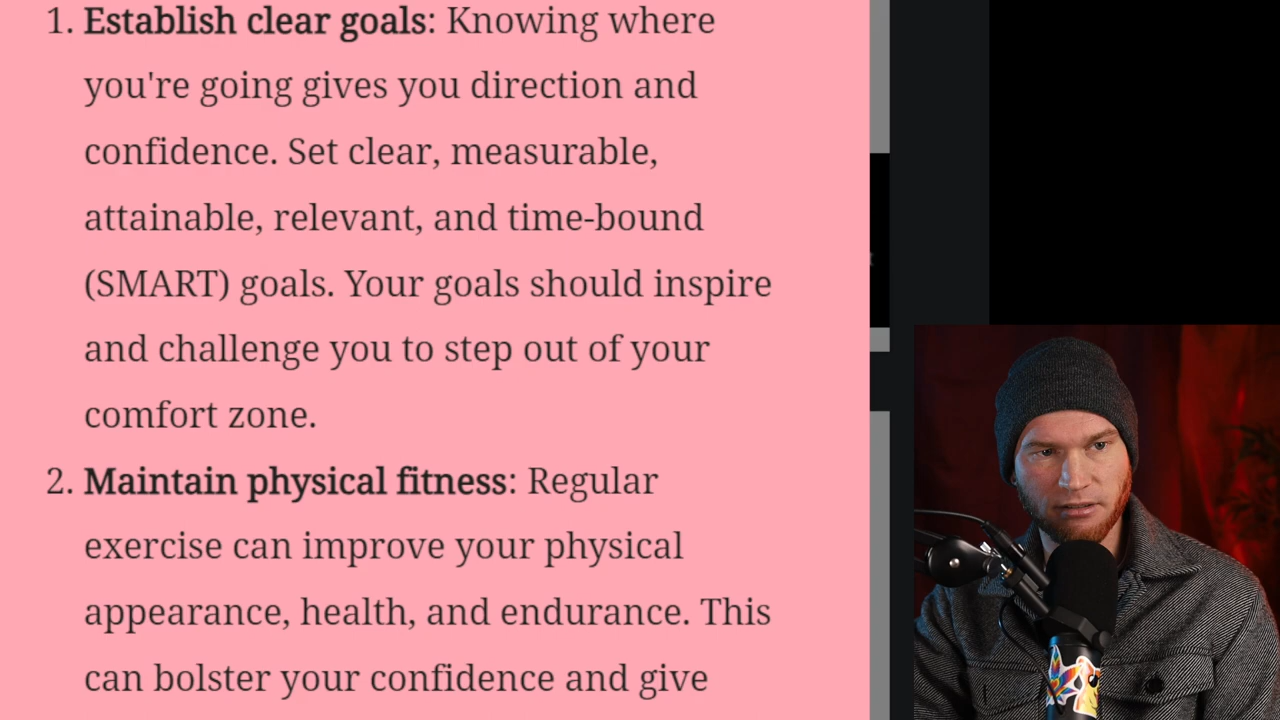 1. Establish clear goals: Knowing where
you're going gives you direction and
confidence. Set clear, measurable,
attainable, relevant, and time-bound
(SMART) goals. Your goals should inspire
and challenge you to step out of your
comfort zone.
2. Maintain physical fitness: Regular
exercise can improve your physical
appearance, health, and endurance. This
can bolster your confidence and give